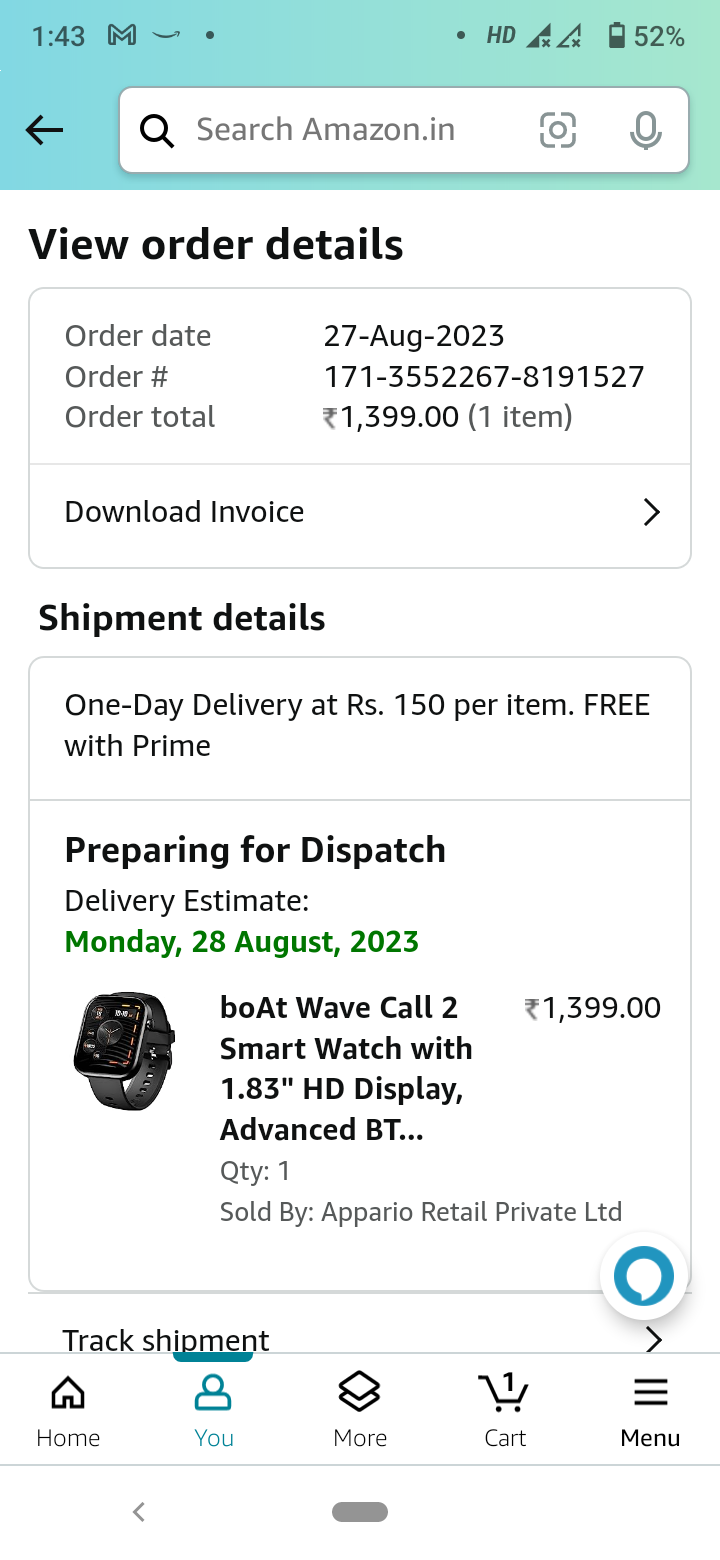 1:43
HD
52%
Search Amazon.in
View order details
Order date 27-Aug-2023
Order # 171-3552267-8191527
Order total ₹1,399.00 (1 item)
Download Invoice
Shipment details
One-Day Delivery at Rs. 150 per item. FREE
with Prime
Preparing for Dispatch
Delivery Estimate:
Monday, 28 August, 2023
boAt Wave Call 2 ₹1,399.00
Smart Watch with
1.83" HD Display,
Advanced BT...
Qty: 1
Sold By: Appario Retail Private Ltd
Track shipment
1
Home You More Cart Menu